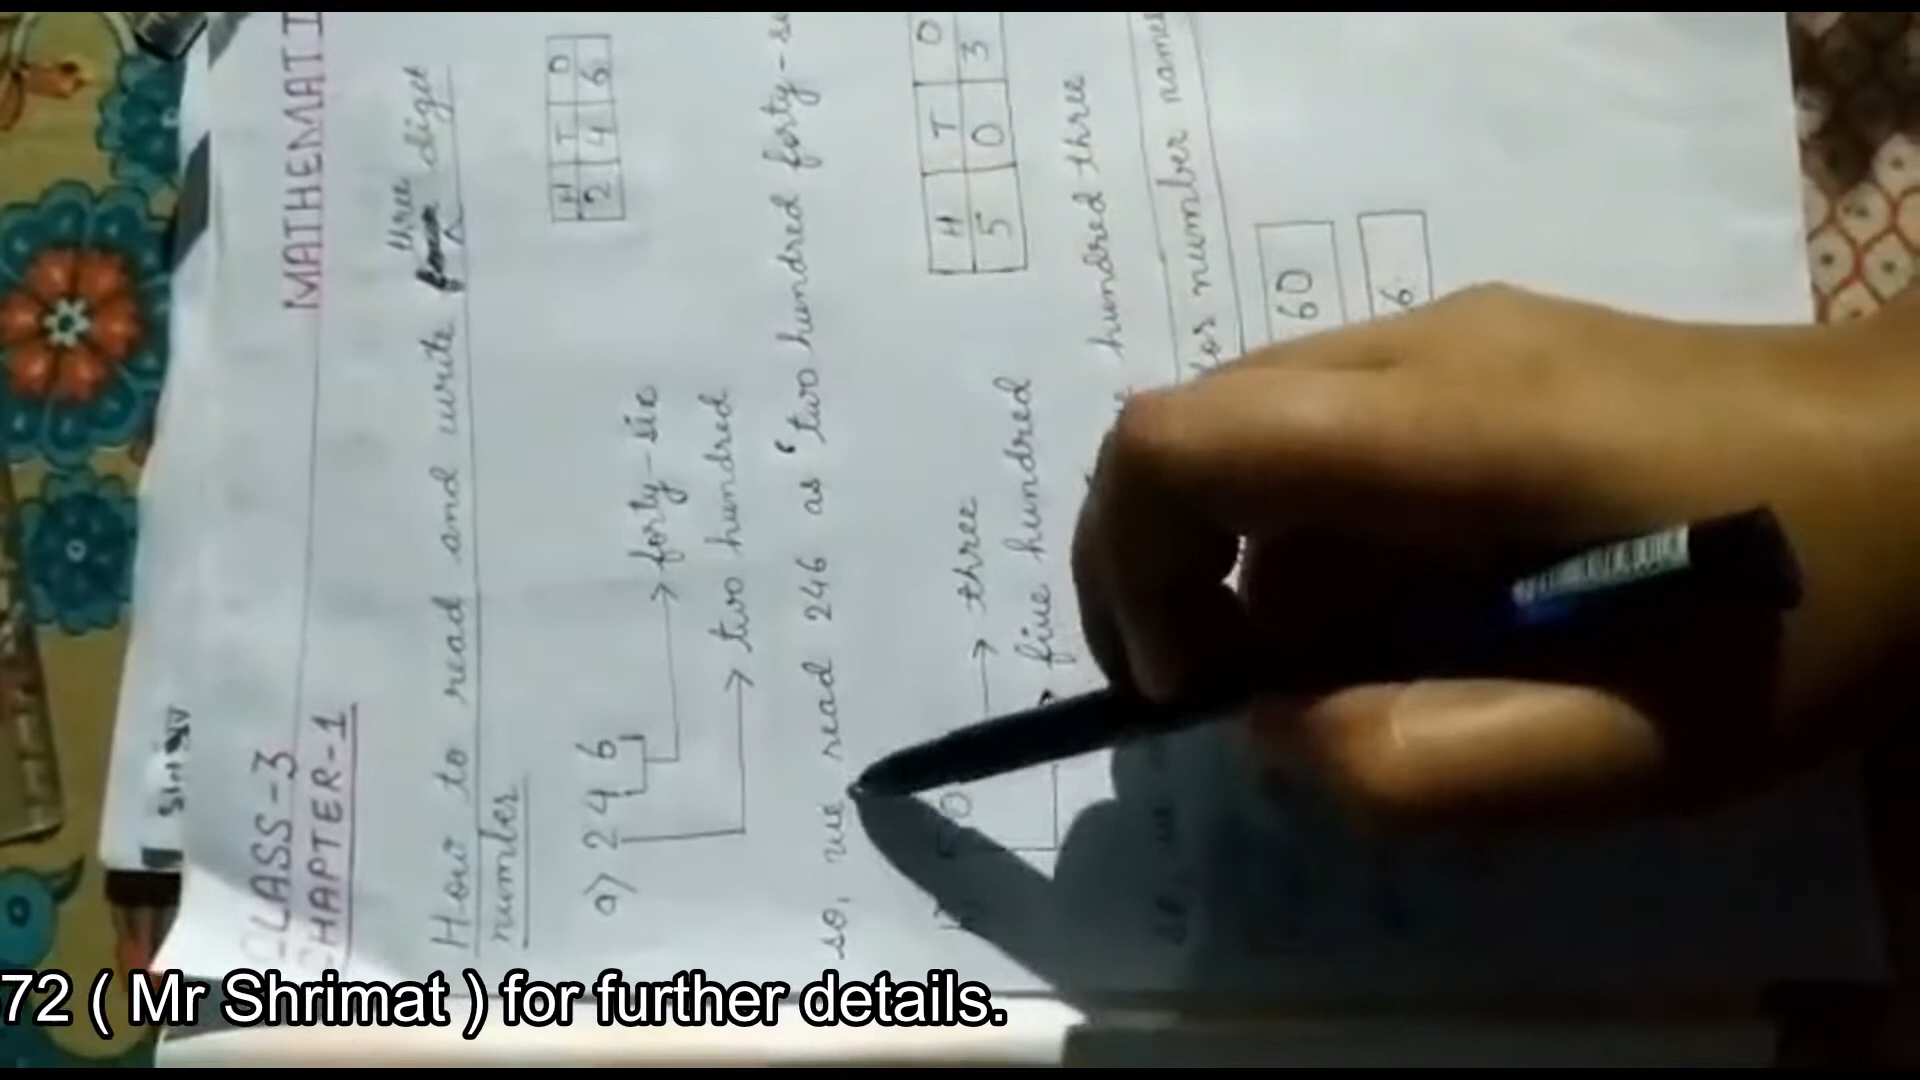 MATHEMATI
CLASS-3
CHAPTER-1
How to read and write three digit
number
a) 246
forty-six
two hundred
H T O
2 4 6
so, we read 246 as "two hundred forty-
three
five hundred
H T O
5 0 3
hundred three
for number name
60
6
72 ( Mr Shrimat ) for further details.